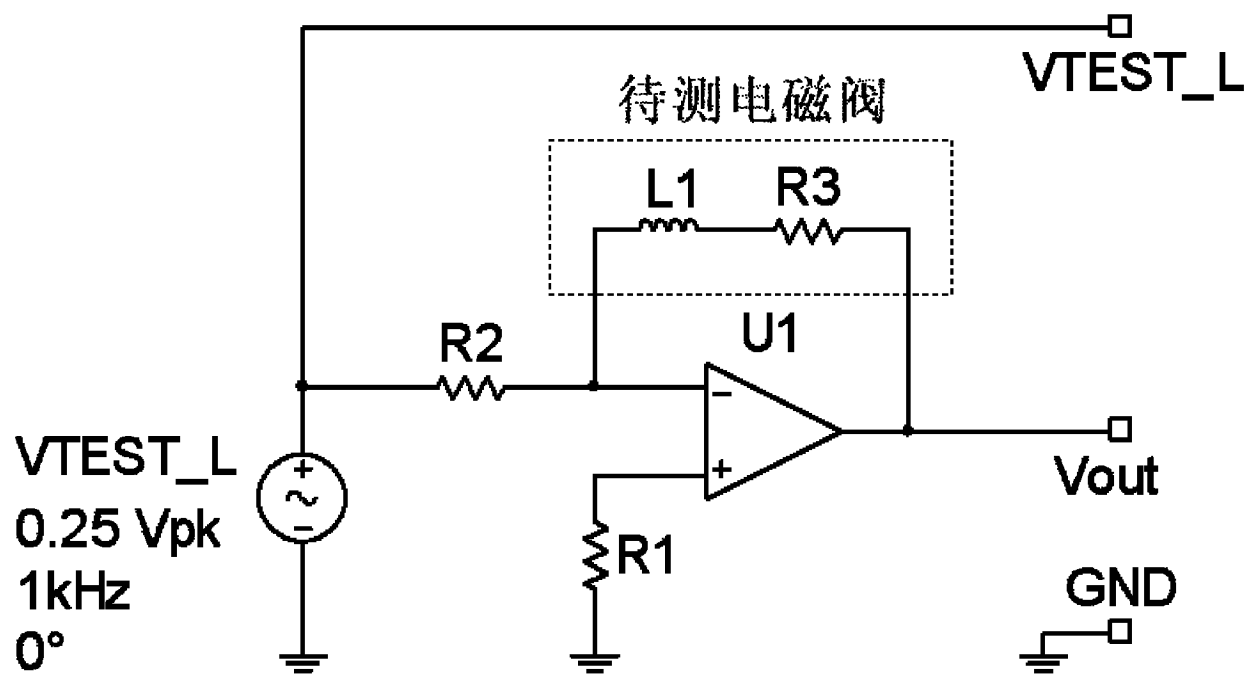 VTEST_L
待测电磁阀
L1
R3
R2
U1
VTEST_L
0.25 Vpk
1kHz
0°
R1
Vout
GND